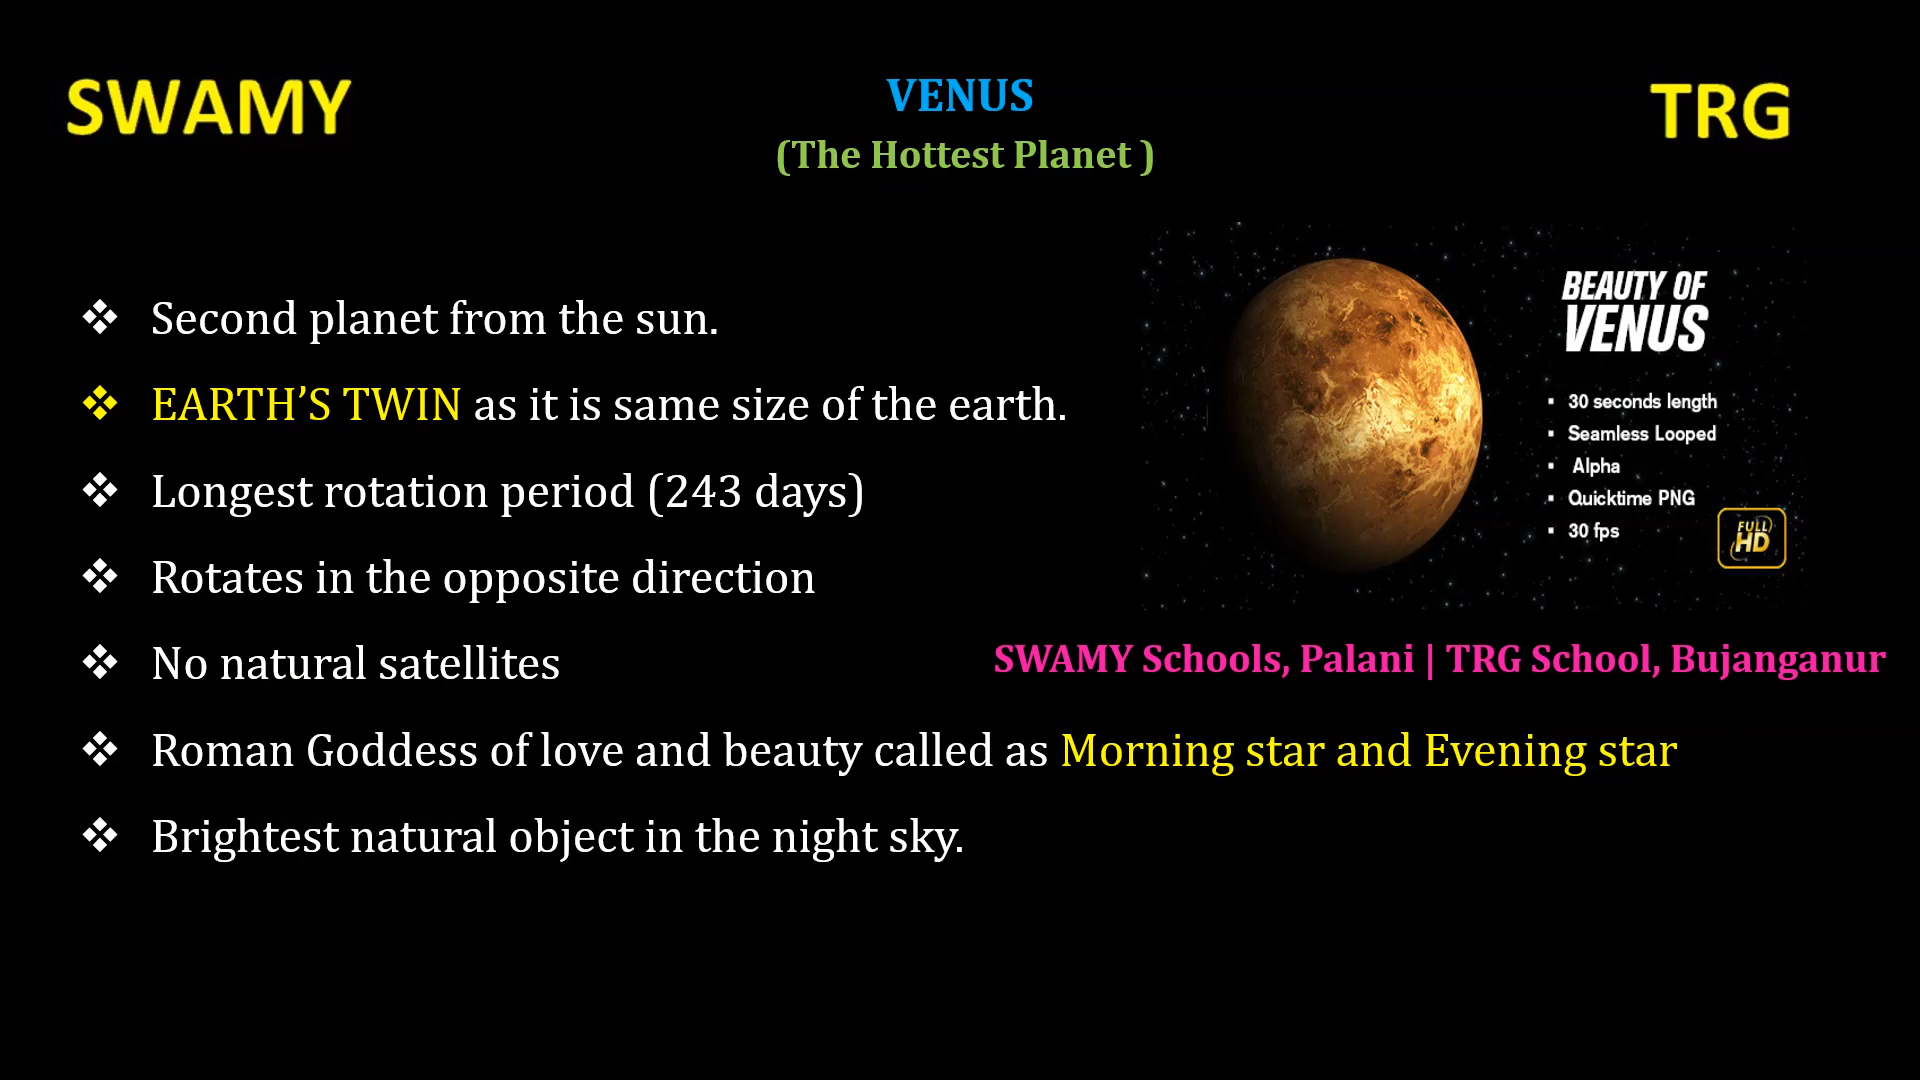 SWAMY
VENUS
TRG
(The Hottest Planet )
❖ Second planet from the sun.
❖ EARTH’S TWIN as it is same size of the earth.
❖ Longest rotation period (243 days)
❖ Rotates in the opposite direction
❖ No natural satellites
❖ Roman Goddess of love and beauty called as Morning star and Evening star
❖ Brightest natural object in the night sky.
BEAUTY OF
VENUS
▪ 30 seconds length
▪ Seamless Looped
▪ Alpha
▪ Quicktime PNG
▪ 30 fps
FULL
HD
SWAMY Schools, Palani | TRG School, Bujanganur